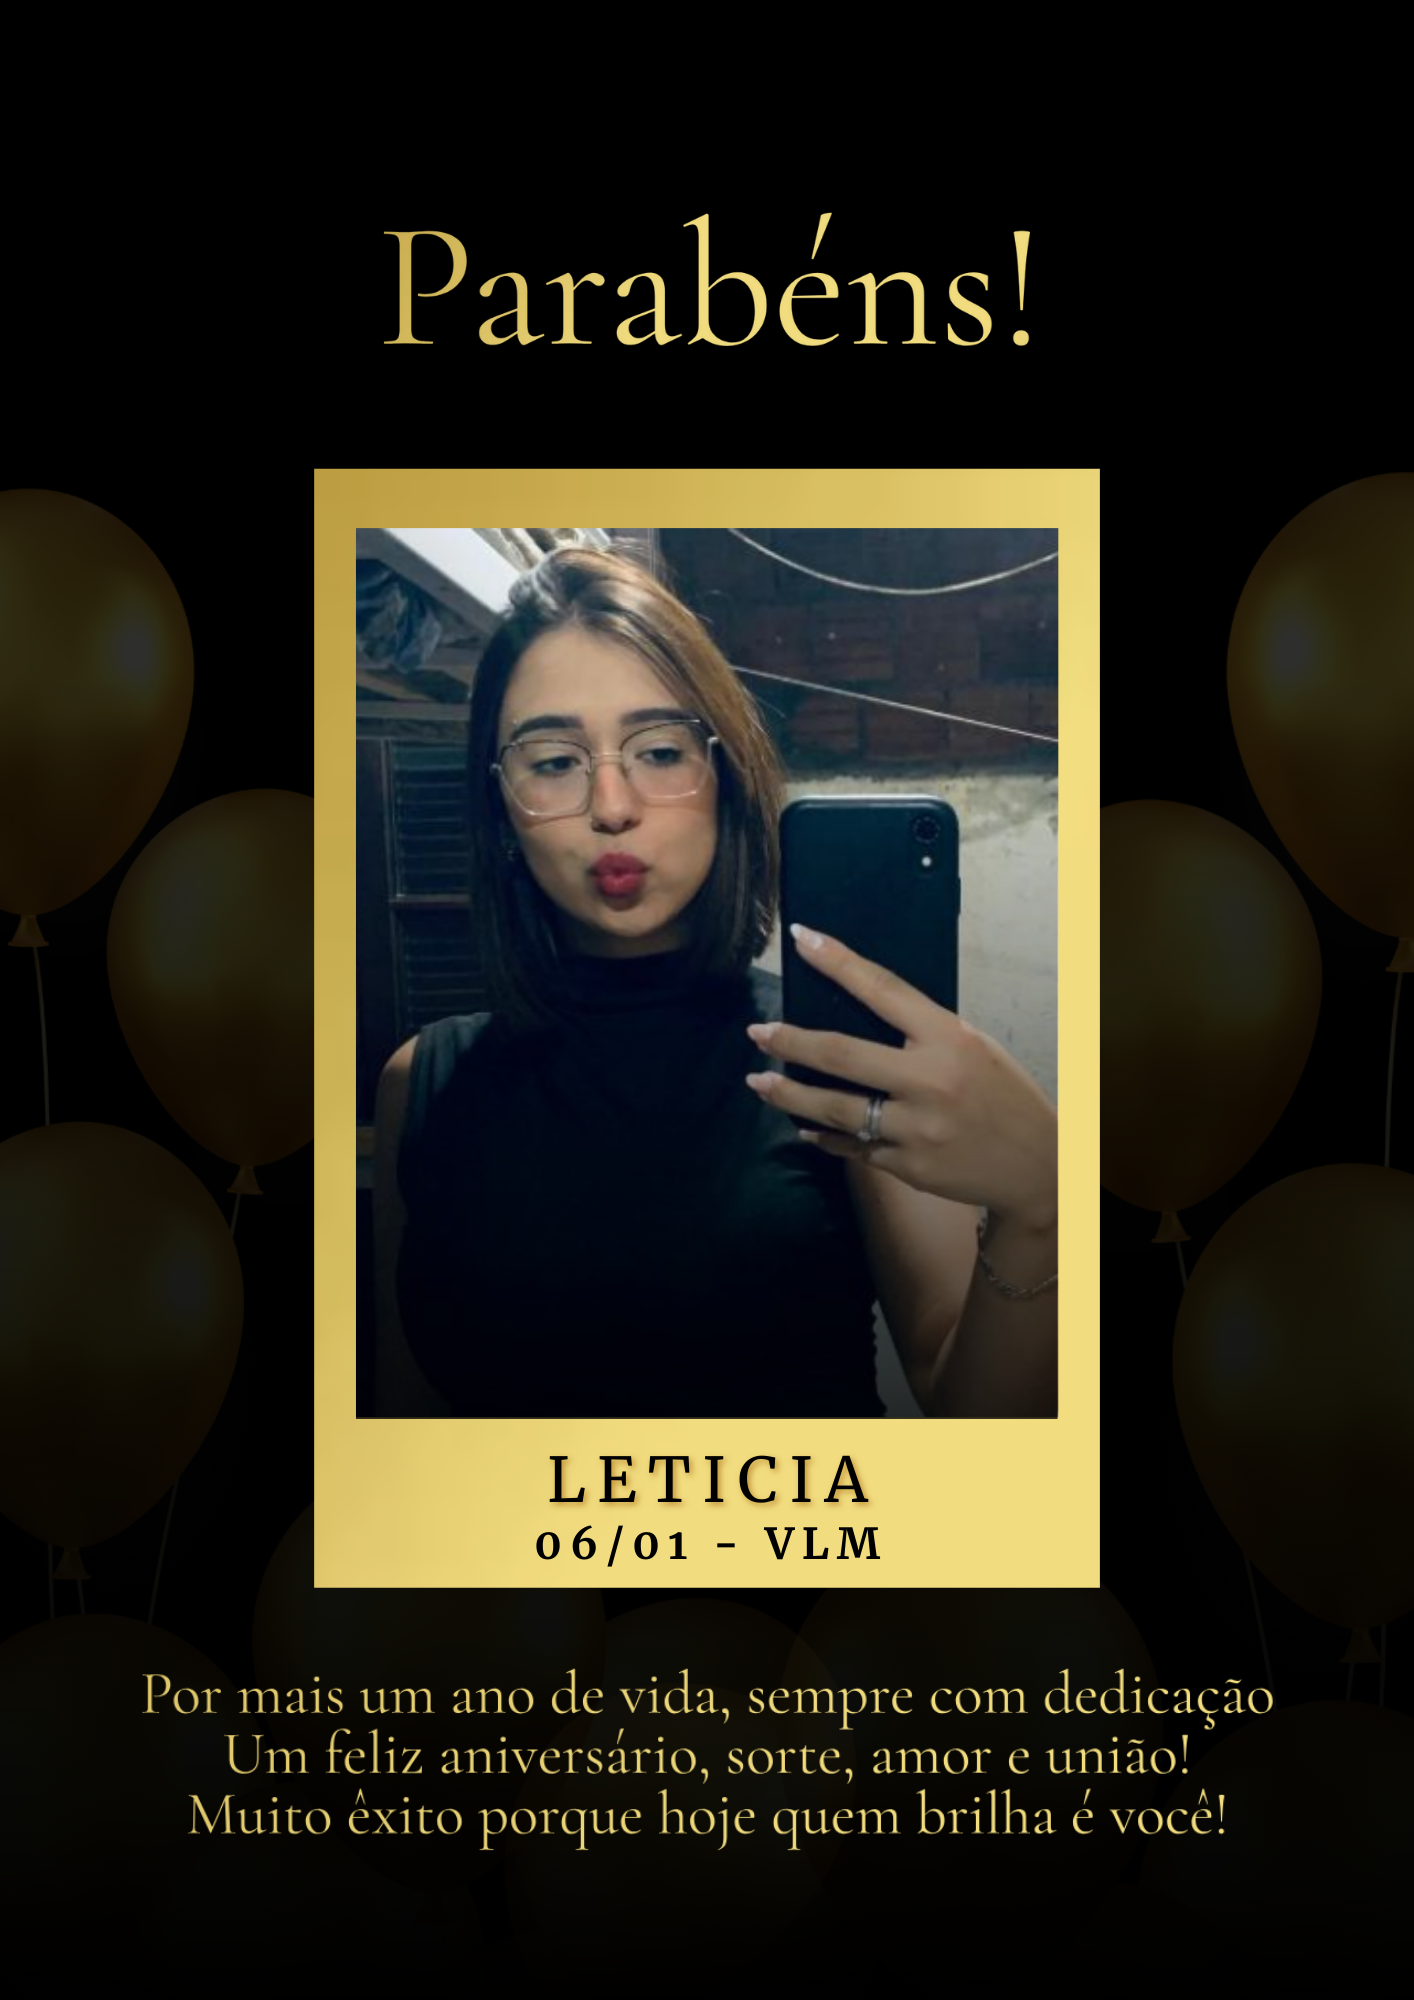 Parabéns!
LETICIA
06/01 - VLM
Por mais um ano de vida, sempre com dedicação
Um feliz aniversário, sorte, amor e união!
Muito êxito porque hoje quem brilha é você!